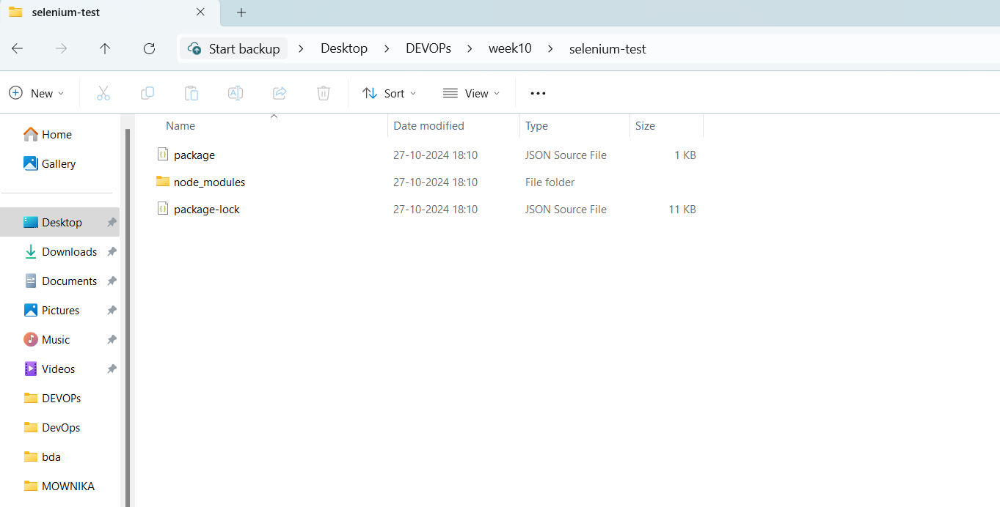 selenium-test
Start backup > Desktop > DEVOPs > week10 > selenium-test
New Sort View
Home
Gallery
Desktop
Downloads
Documents
Pictures
Music
Videos
DEVOPs
DevOps
bda
MOWNIKA
Name Date modified Type Size
package 27-10-2024 18:10 JSON Source File 1 KB
node_modules 27-10-2024 18:10 File folder
package-lock 27-10-2024 18:10 JSON Source File 11 KB